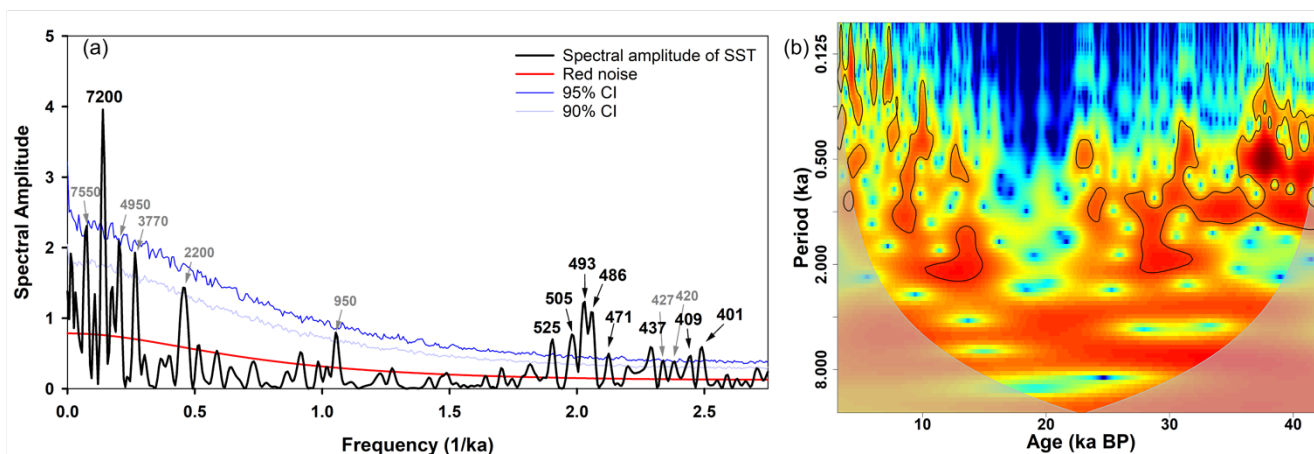 (a)
Spectral amplitude of SST
Red noise
95% CI
90% CI
5
4
3
2
1
0
Spectral Amplitude
7200
7550
4950
3770
2200
950
525
505
493
486
471
437
427
420
409
401
0.0 0.5 1.0 1.5 2.0 2.5
Frequency (1/ka)
(b)
0.125
0.500
2.000
8.000
Period (ka)
10 20 30 40
Age (ka BP)